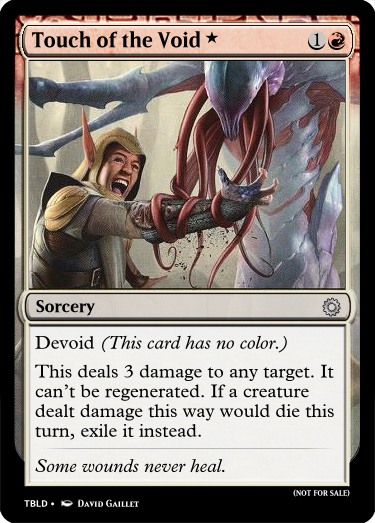 Touch of the Void ★ 1
Sorcery
Devoid (This card has no color.)
This deals 3 damage to any target. It
can't be regenerated. If a creature
dealt damage this way would die this
turn, exile it instead.
Some wounds never heal.
(NOT FOR SALE)
TBLD • David Gaillet